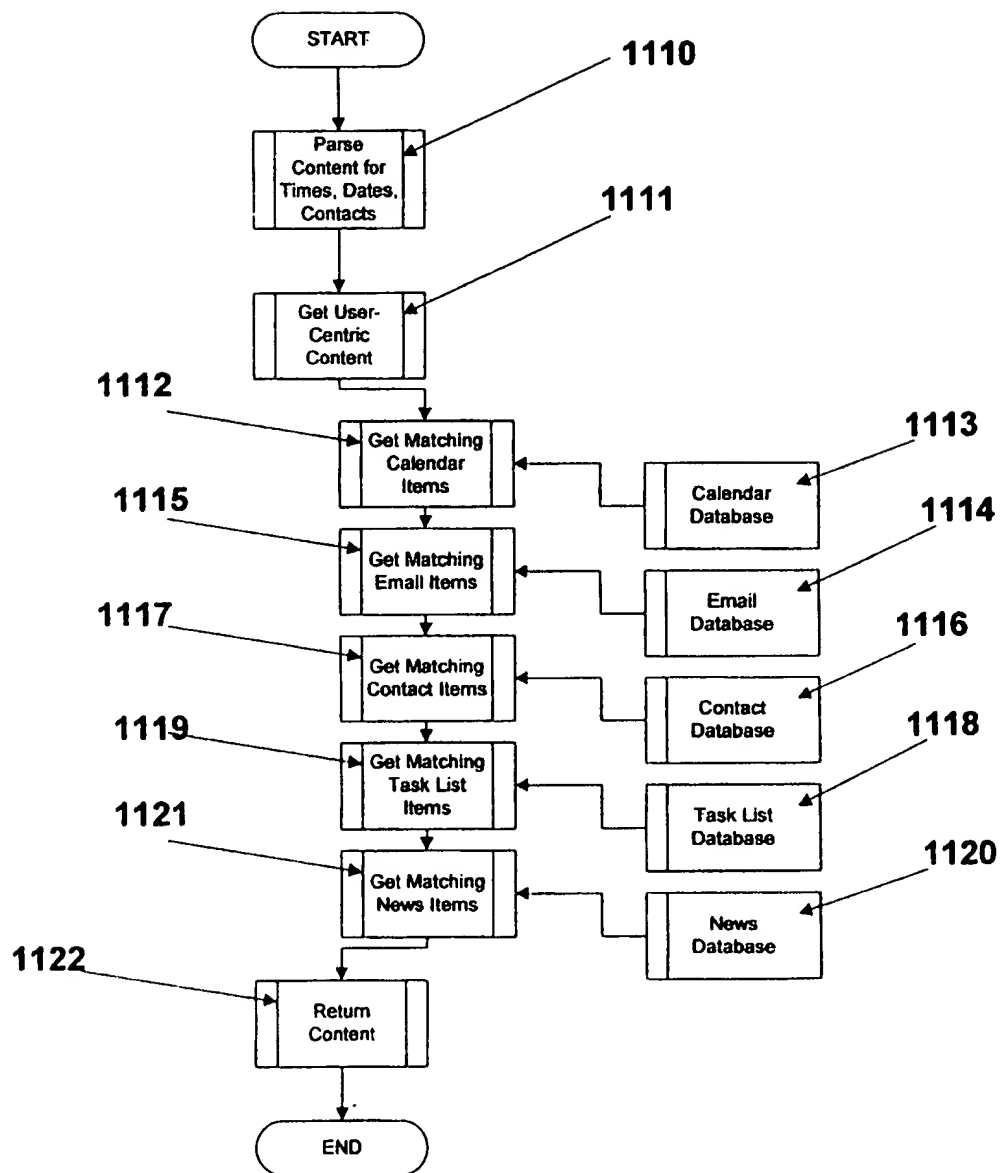 START
1110
Parse
Content for
Times, Dates,
Contacts
1111
Get User-
Centric
Content
1112
Get Matching
Calendar
Items
1113
Calendar
Database
1115
Get Matching
Email Items
1114
Email
Database
1117
Get Matching
Contact Items
1116
Contact
Database
1119
Get Matching
Task List
Items
1118
Task List
Database
1121
Get Matching
News Items
1120
News
Database
1122
Return
Content
END